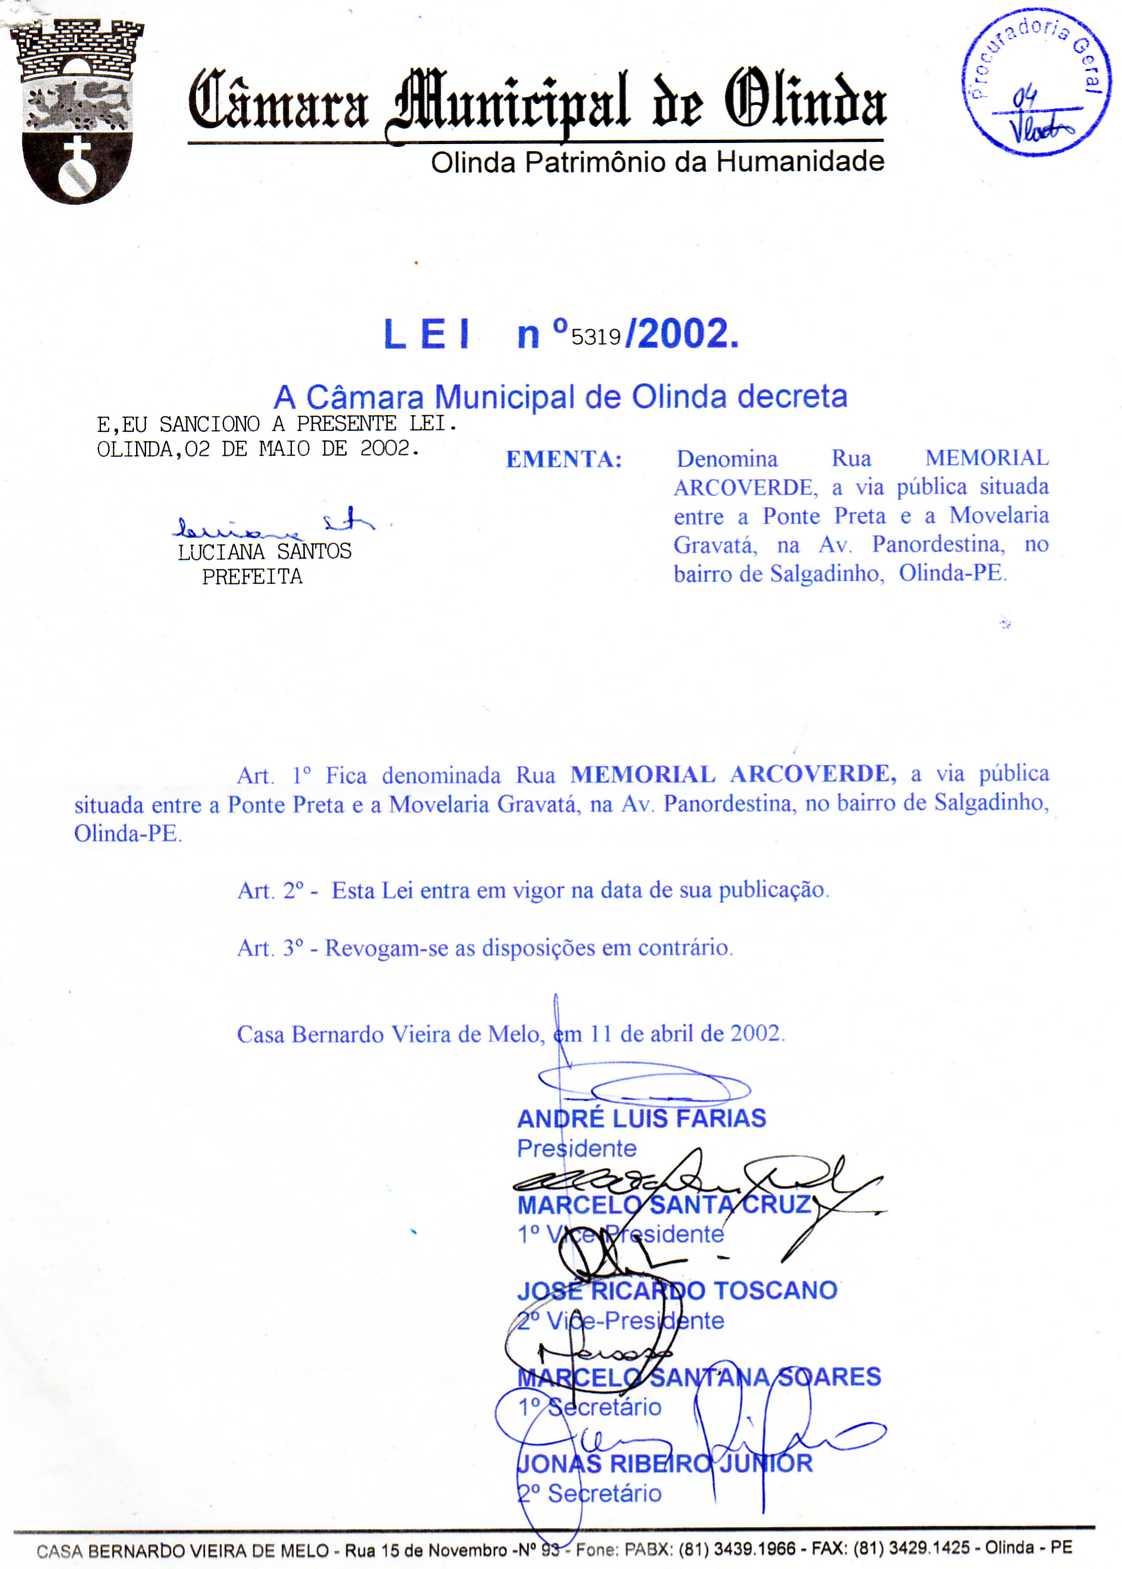 Câmara Municipal de Olinda
Olinda Patrimônio da Humanidade
Procuradoria Geral
04
LEI nº5319/2002.
A Câmara Municipal de Olinda decreta
E,EU SANCIONO A PRESENTE LEI.
OLINDA,02 DE MAIO DE 2002.
LUCIANA SANTOS
PREFEITA
EMENTA: Denomina Rua MEMORIAL
ARCOVERDE, a via pública situada
entre a Ponte Preta e a Movelaria
Gravatá, na Av. Panordestina, no
bairro de Salgadinho, Olinda-PE.
Art. 1º Fica denominada Rua MEMORIAL ARCOVERDE, a via pública
situada entre a Ponte Preta e a Movelaria Gravatá, na Av. Panordestina, no bairro de Salgadinho,
Olinda-PE.
Art. 2º - Esta Lei entra em vigor na data de sua publicação.
Art. 3º - Revogam-se as disposições em contrário.
Casa Bernardo Vieira de Melo, em 11 de abril de 2002.
ANDRÉ LUIS FARIAS
Presidente
MARCELO SANTA CRUZ
1º Vice-Presidente
JOSÉ RICARDO TOSCANO
2º Vice-Presidente
MARCELO SANTANA SOARES
1º Secretário
JONAS RIBEIRO JUNIOR
2º Secretário
CASA BERNARDO VIEIRA DE MELO - Rua 15 de Novembro -Nº 93 - Fone: PABX: (81) 3439.1966 - FAX: (81) 3429.1425 - Olinda - PE